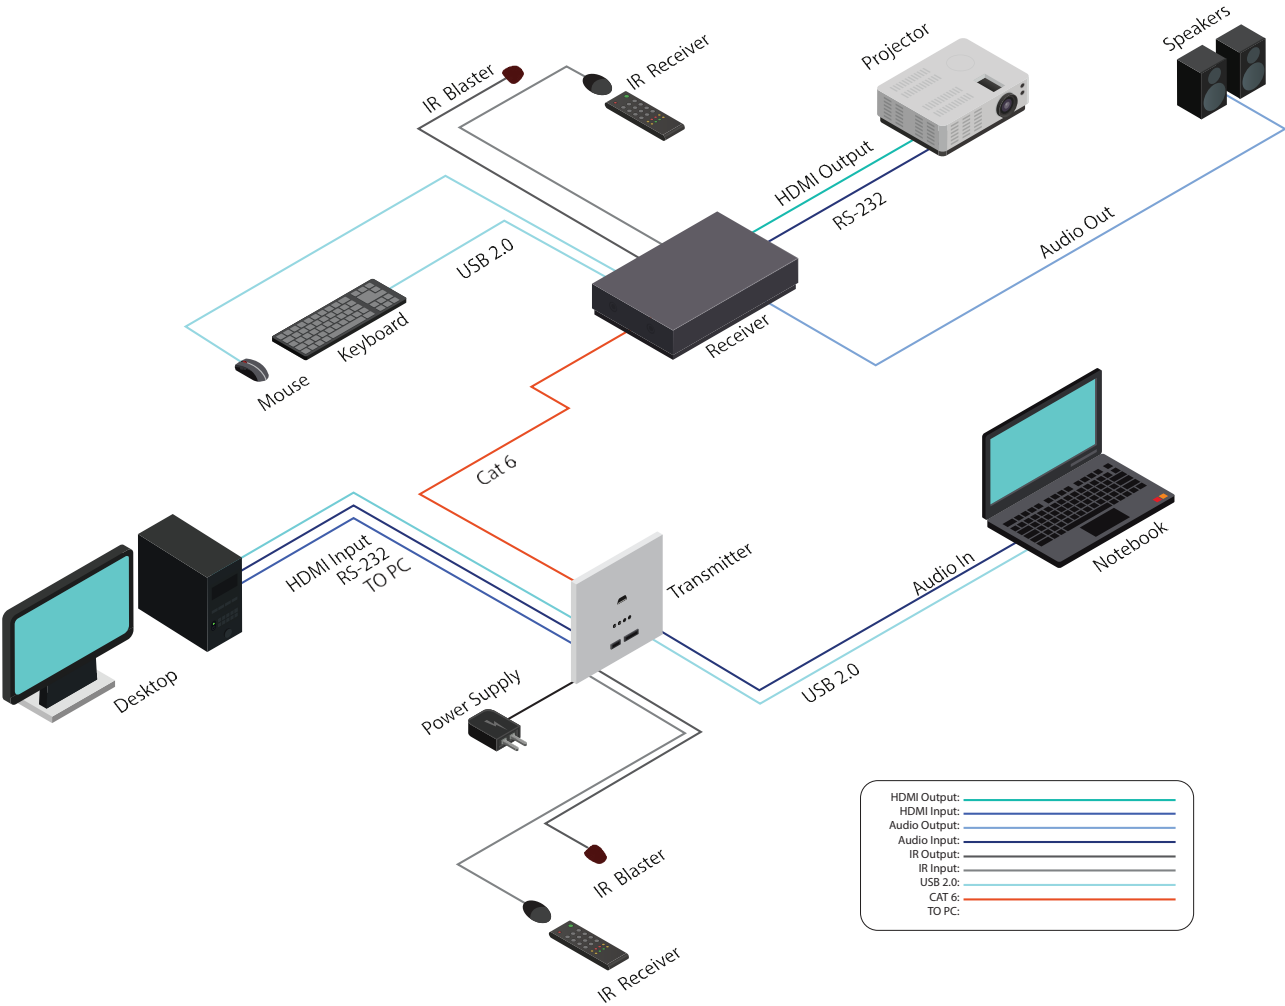 Speakers
Projector
IR Receiver
IR Blaster
HDMI Output
RS-232
Audio Out
USB 2.0
Keyboard
Mouse
Receiver
Cat 6
Notebook
HDMI Input
RS-232
TO PC
Transmitter
Audio In
USB 2.0
Desktop
Power Supply
IR Blaster
IR Receiver
HDMI Output:
HDMI Input:
Audio Output:
Audio Input:
IR Output:
IR Input:
USB 2.0:
CAT 6:
TO PC: